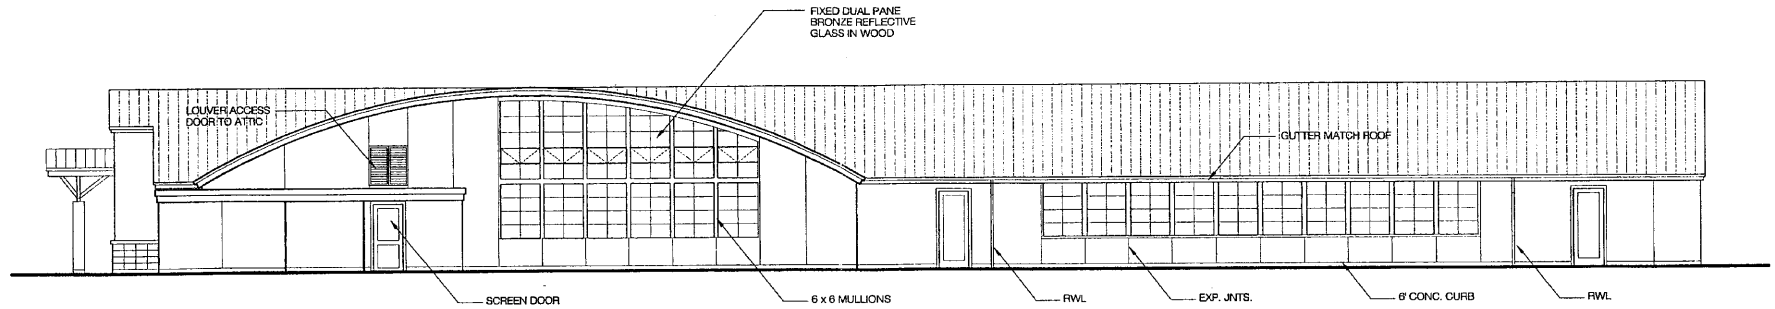 FIXED DUAL PANE
BRONZE REFLECTIVE
GLASS IN WOOD
LOUVER ACCESS
DOOR TO ATTIC
GUTTER MATCH ROOF
SCREEN DOOR
6 x 6 MULLIONS
RWL
EXP. JNTS.
6' CONC. CURB
RWL